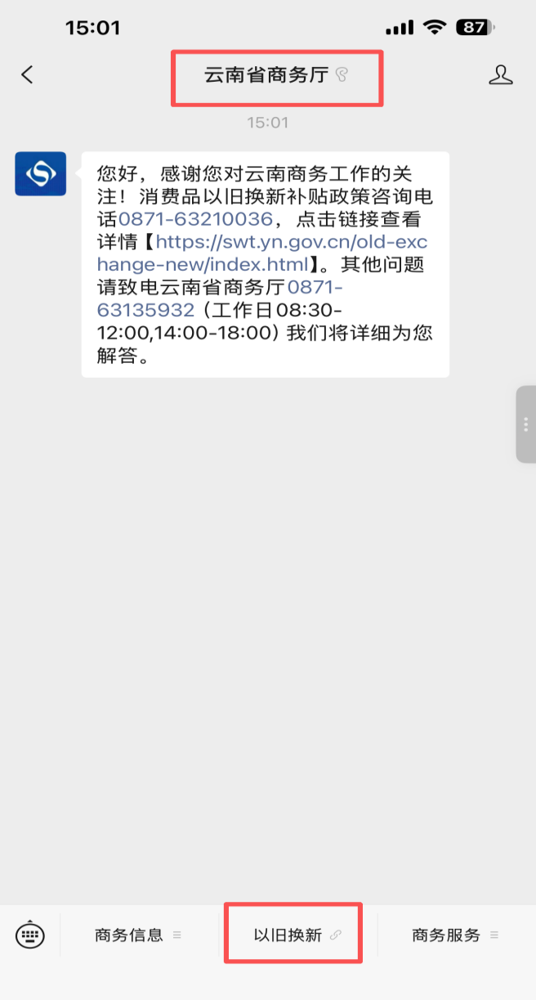 15:01
87
云南省商务厅
15:01
您好，感谢您对云南商务工作的关
注！消费品以旧换新补贴政策咨询电
话0871-63210036，点击链接查看
详情【https://swt.yn.gov.cn/old-exc
hange-new/index.html】。其他问题
请致电云南省商务厅0871-
63135932（工作日08:30-
12:00,14:00-18:00）我们将详细为您
解答。
商务信息
以旧换新
商务服务